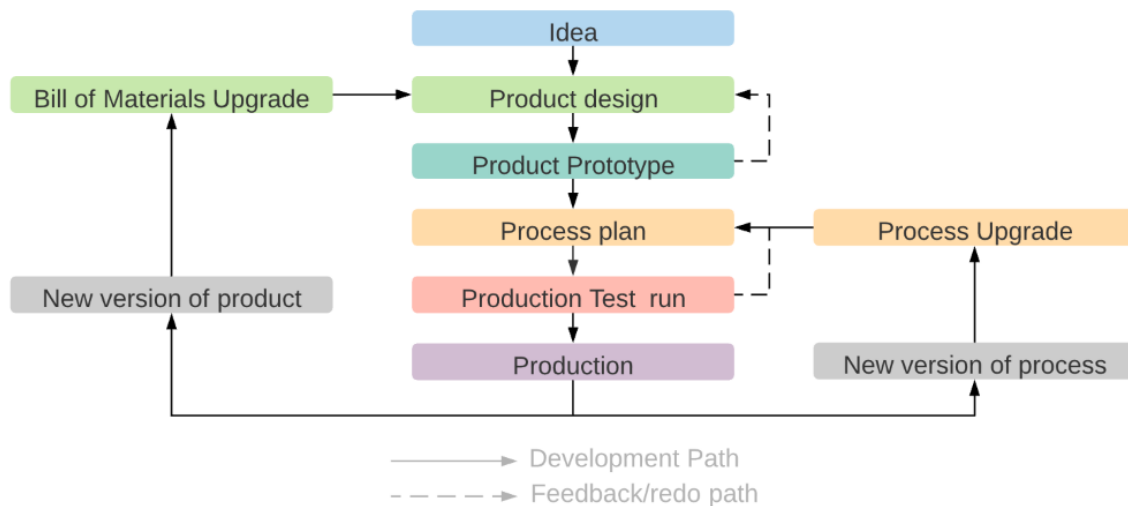 Idea
Bill of Materials Upgrade
Product design
Product Prototype
Process plan
Process Upgrade
New version of product
Production Test run
Production
New version of process
Development Path
Feedback/redo path